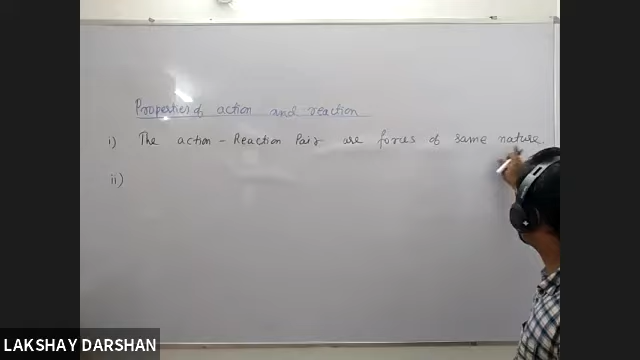 Properties of action and reaction
i) The action - Reaction Pair are forces of same nature.
ii)
LAKSHAY DARSHAN